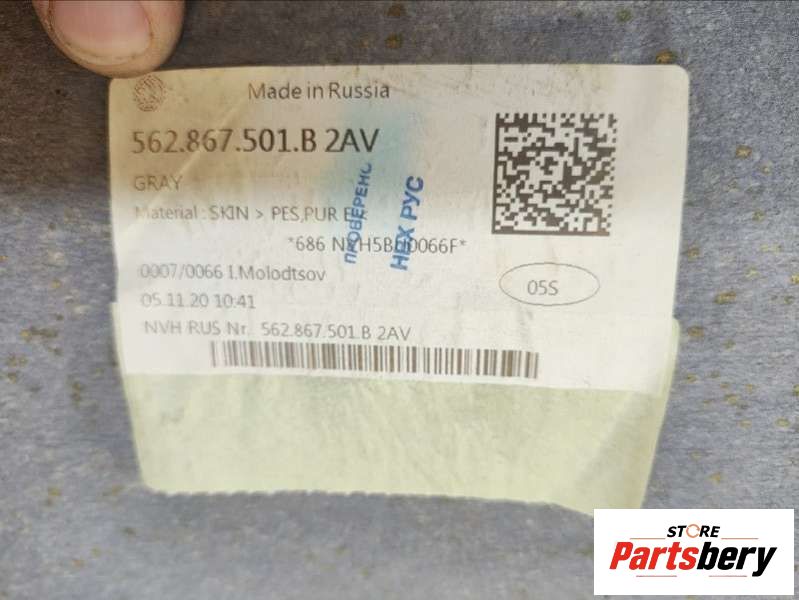 Made in Russia
562.867.501.B 2AV
GRAY
Material : SKIN > PES,PUR
ПРОВЕРЕНО
НВХ РУС
0007/0066 I.Molodtsov
05.11.20 10:41
05S
NVH RUS Nr. 562.867.501.B 2AV
STORE
Partsbery